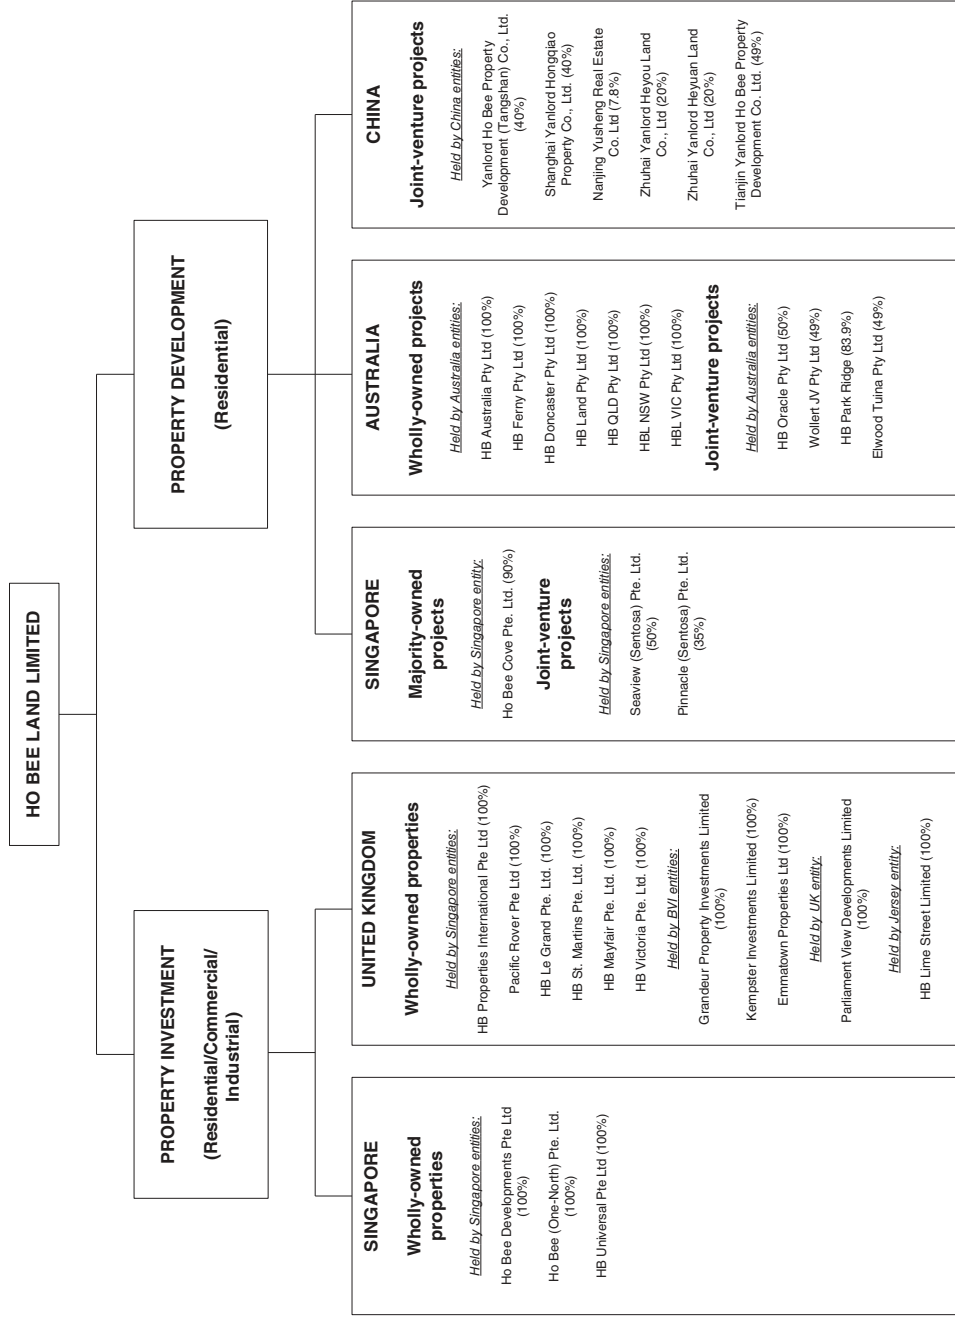 HO BEE LAND LIMITED
PROPERTY INVESTMENT
(Residential/Commercial/
Industrial)
PROPERTY DEVELOPMENT
(Residential)
SINGAPORE
Wholly-owned
properties
Held by Singapore entities:
Ho Bee Developments Pte Ltd
(100%)
Ho Bee (One-North) Pte. Ltd.
(100%)
HB Universal Pte Ltd (100%)
UNITED KINGDOM
Wholly-owned properties
Held by Singapore entities:
HB Properties International Pte Ltd (100%)
Pacific Rover Pte Ltd (100%)
HB Le Grand Pte. Ltd. (100%)
HB St. Martins Pte. Ltd. (100%)
HB Mayfair Pte. Ltd. (100%)
HB Victoria Pte. Ltd. (100%)
Held by BVI entities:
Grandeur Property Investments Limited
(100%)
Kempster Investments Limited (100%)
Emmatown Properties Ltd (100%)
Held by UK entity:
Parliament View Developments Limited
(100%)
Held by Jersey entity:
HB Lime Street Limited (100%)
SINGAPORE
Majority-owned
projects
Held by Singapore entity:
Ho Bee Cove Pte. Ltd. (90%)
Joint-venture
projects
Held by Singapore entities:
Seaview (Sentosa) Pte. Ltd.
(50%)
Pinnacle (Sentosa) Pte. Ltd.
(35%)
AUSTRALIA
Wholly-owned projects
Held by Australia entities:
HB Australia Pty Ltd (100%)
HB Ferny Pty Ltd (100%)
HB Doncaster Pty Ltd (100%)
HB Land Pty Ltd (100%)
HB QLD Pty Ltd (100%)
HBL NSW Pty Ltd (100%)
HBL VIC Pty Ltd (100%)
Joint-venture projects
Held by Australia entities:
HB Oracle Pty Ltd (50%)
Wollert JV Pty Ltd (49%)
HB Park Ridge (83.9%)
Elwood Tuina Pty Ltd (49%)
CHINA
Joint-venture projects
Held by China entities:
Yanlord Ho Bee Property
Development (Tangshan) Co., Ltd.
(40%)
Shanghai Yanlord Hongqiao
Property Co., Ltd. (40%)
Nanjing Yusheng Real Estate
Co. Ltd (7.8%)
Zhuhai Yanlord Heyou Land
Co., Ltd (20%)
Zhuhai Yanlord Heyuan Land
Co., Ltd (20%)
Tianjin Yanlord Ho Bee Property
Development Co. Ltd. (49%)